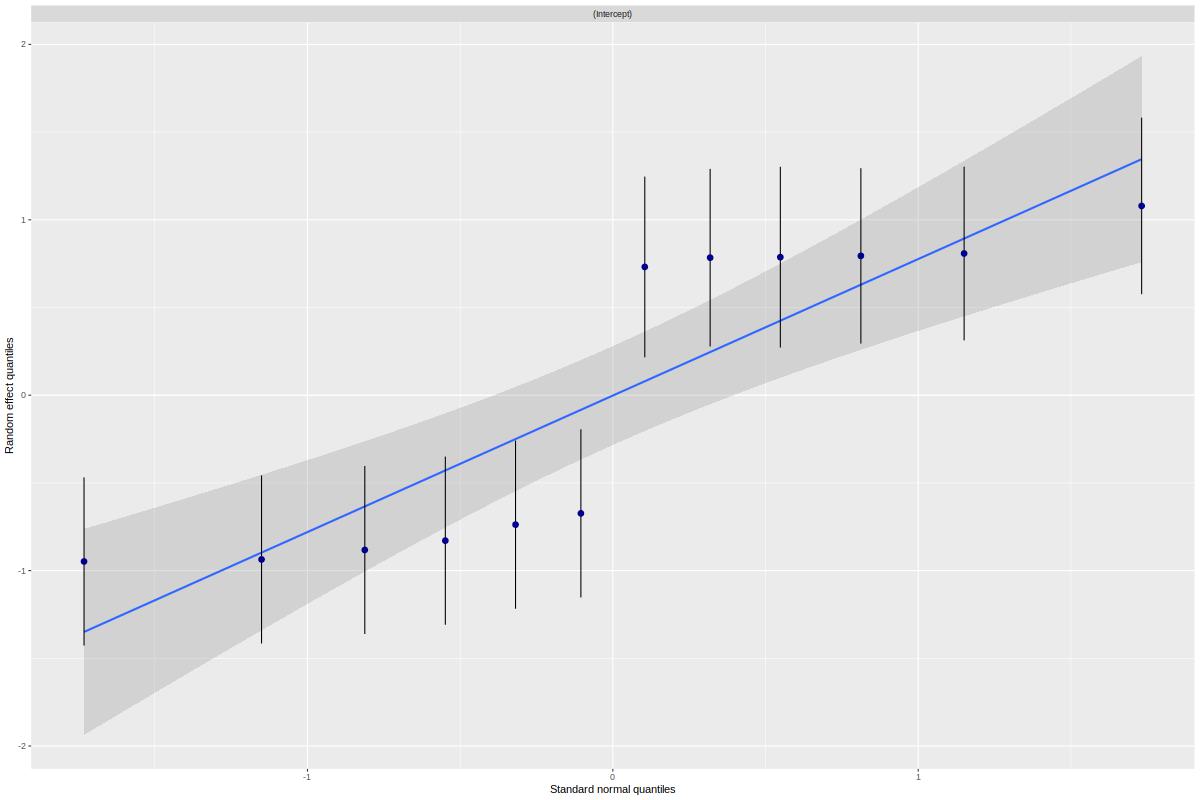 (Intercept)
2
1
0
-1
-2
Random effect quantiles
-1
0
1
Standard normal quantiles